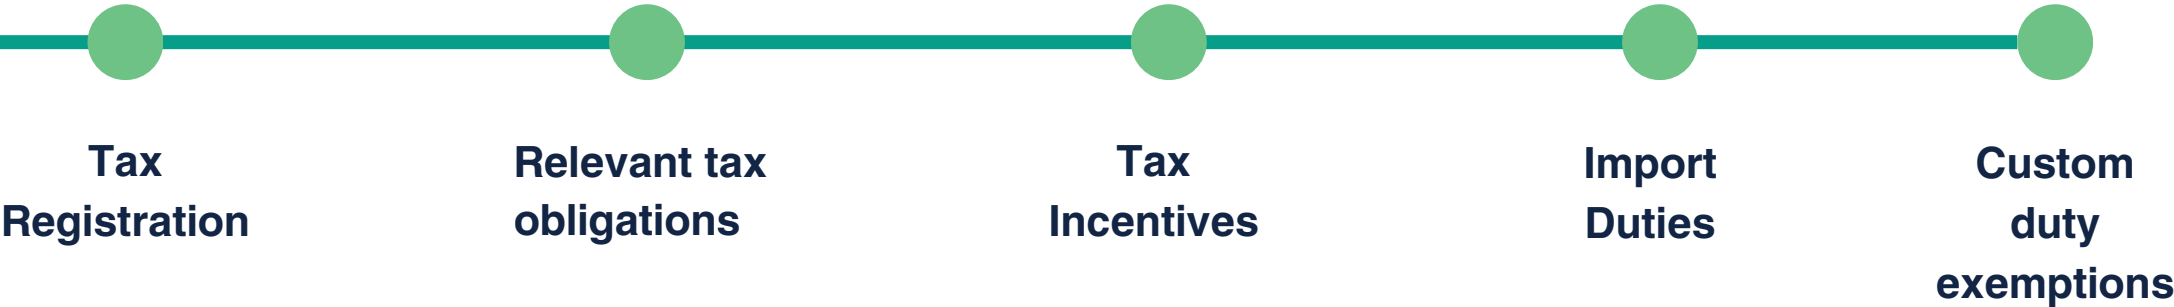 Tax
Registration
Relevant tax
obligations
Tax
Incentives
Import
Duties
Custom
duty
exemptions